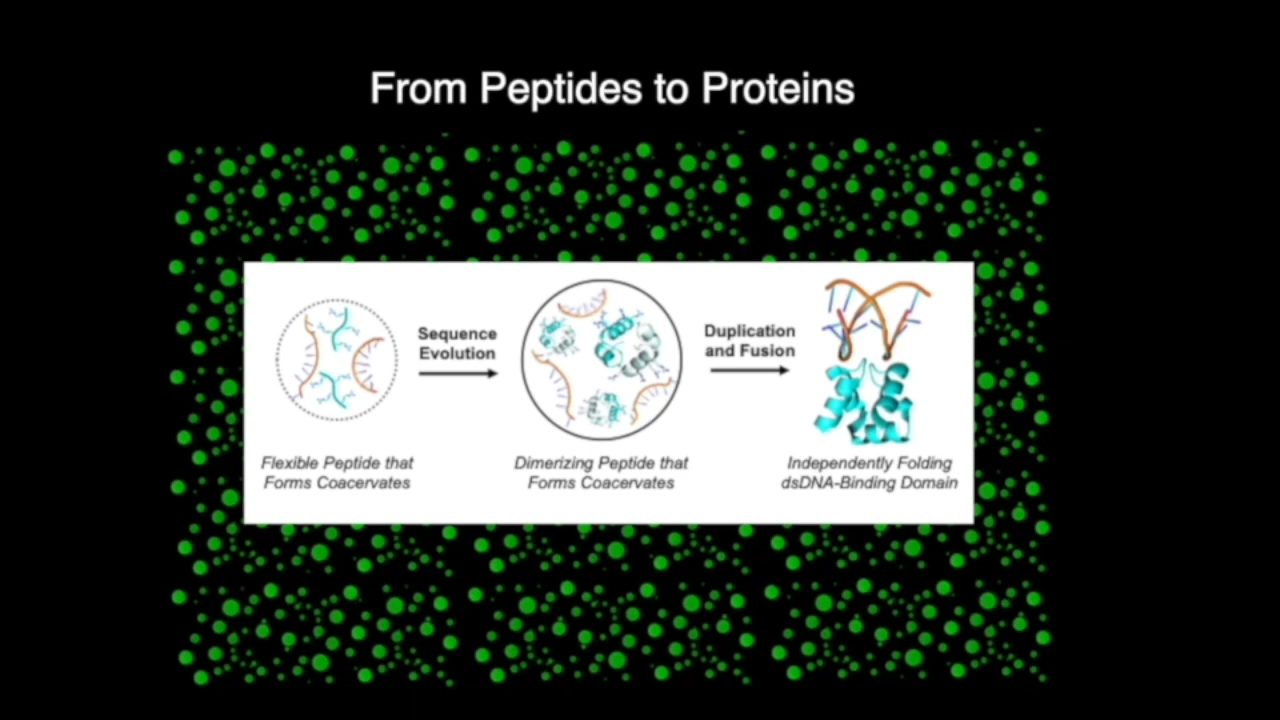 From Peptides to Proteins
Sequence
Evolution
Duplication
and Fusion
Flexible Peptide that
Forms Coacervates
Dimerizing Peptide that
Forms Coacervates
Independently Folding
dsDNA-Binding Domain